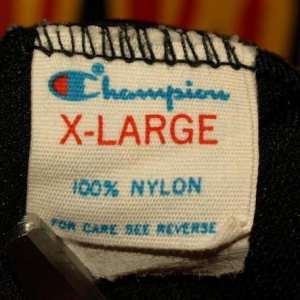 Champion®
X-LARGE
100% NYLON
FOR CARE SEE REVERSE